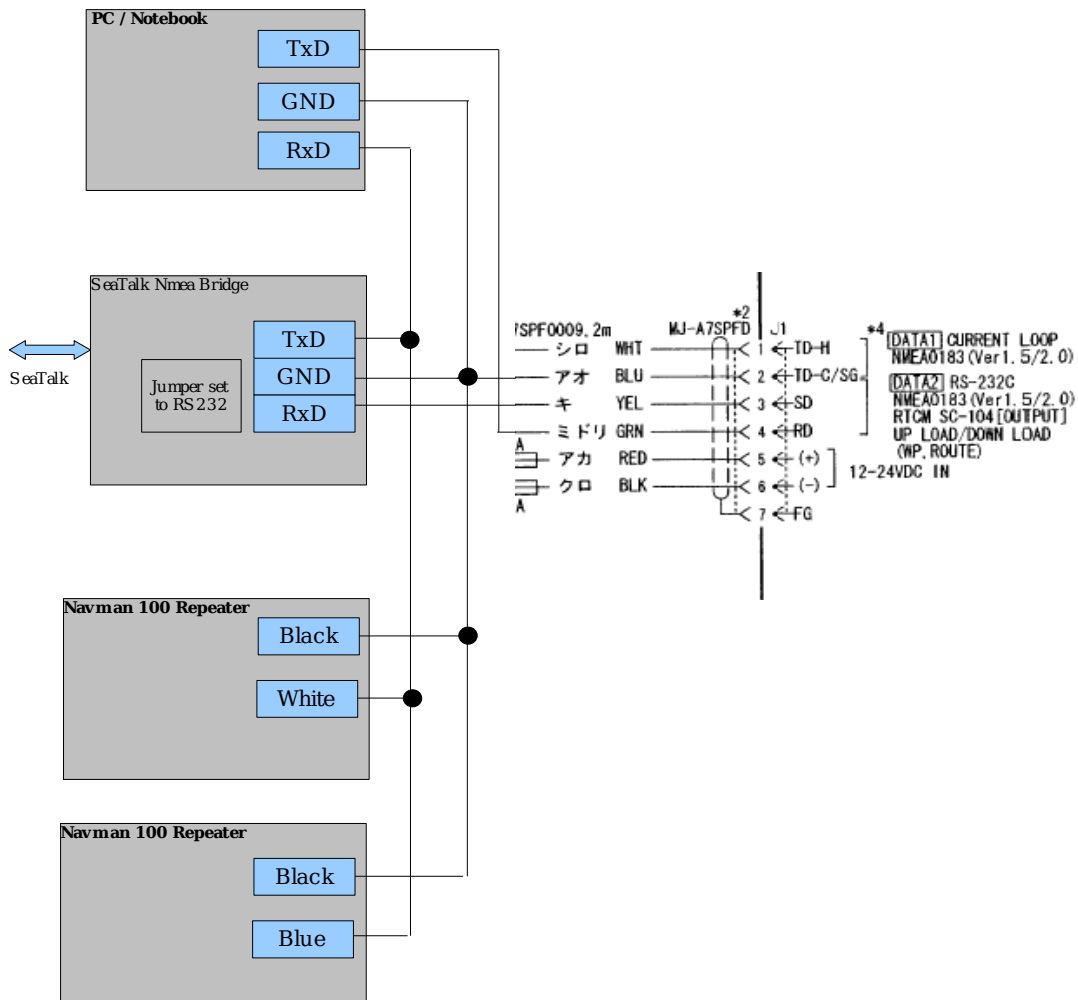 PC / Notebook
TxD
GND
RxD
SeaTalk Nmea Bridge
TxD
GND
RxD
Jumper set
to RS232
SeaTalk
7SPF0009.2m
MJ-A7SPFD
*2
J1
シロ WHT 1 TD-H
アオ BLU 2 TD-C/SG
キ YEL 3 SD
ミドリ GRN 4 RD
A アカ RED 5 (+)
A クロ BLK 6 (-)
7 FG
12-24VDC IN
*4
[DATA1] CURRENT LOOP
NMEA0183(Ver1.5/2.0)
[DATA2] RS-232C
NMEA0183(Ver1.5/2.0)
RTCM SC-104[OUTPUT]
UP LOAD/DOWN LOAD
(WP,ROUTE)
Navman 100 Repeater
Black
White
Navman 100 Repeater
Black
Blue